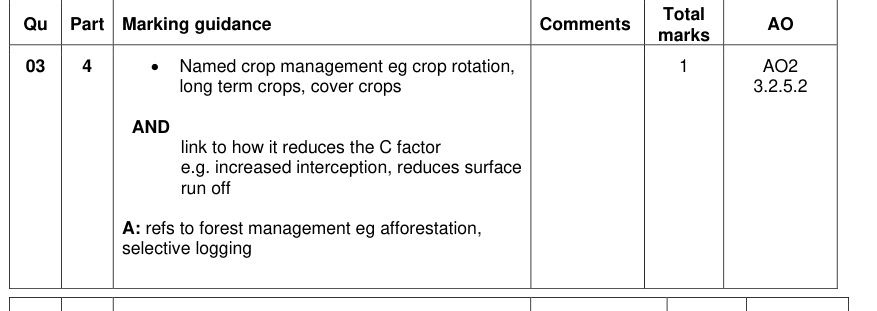 Qu Part Marking guidance Comments Total marks AO
03 4 • Named crop management eg crop rotation, 1 AO2
long term crops, cover crops 3.2.5.2
AND
link to how it reduces the C factor
e.g. increased interception, reduces surface
run off
A: refs to forest management eg afforestation,
selective logging